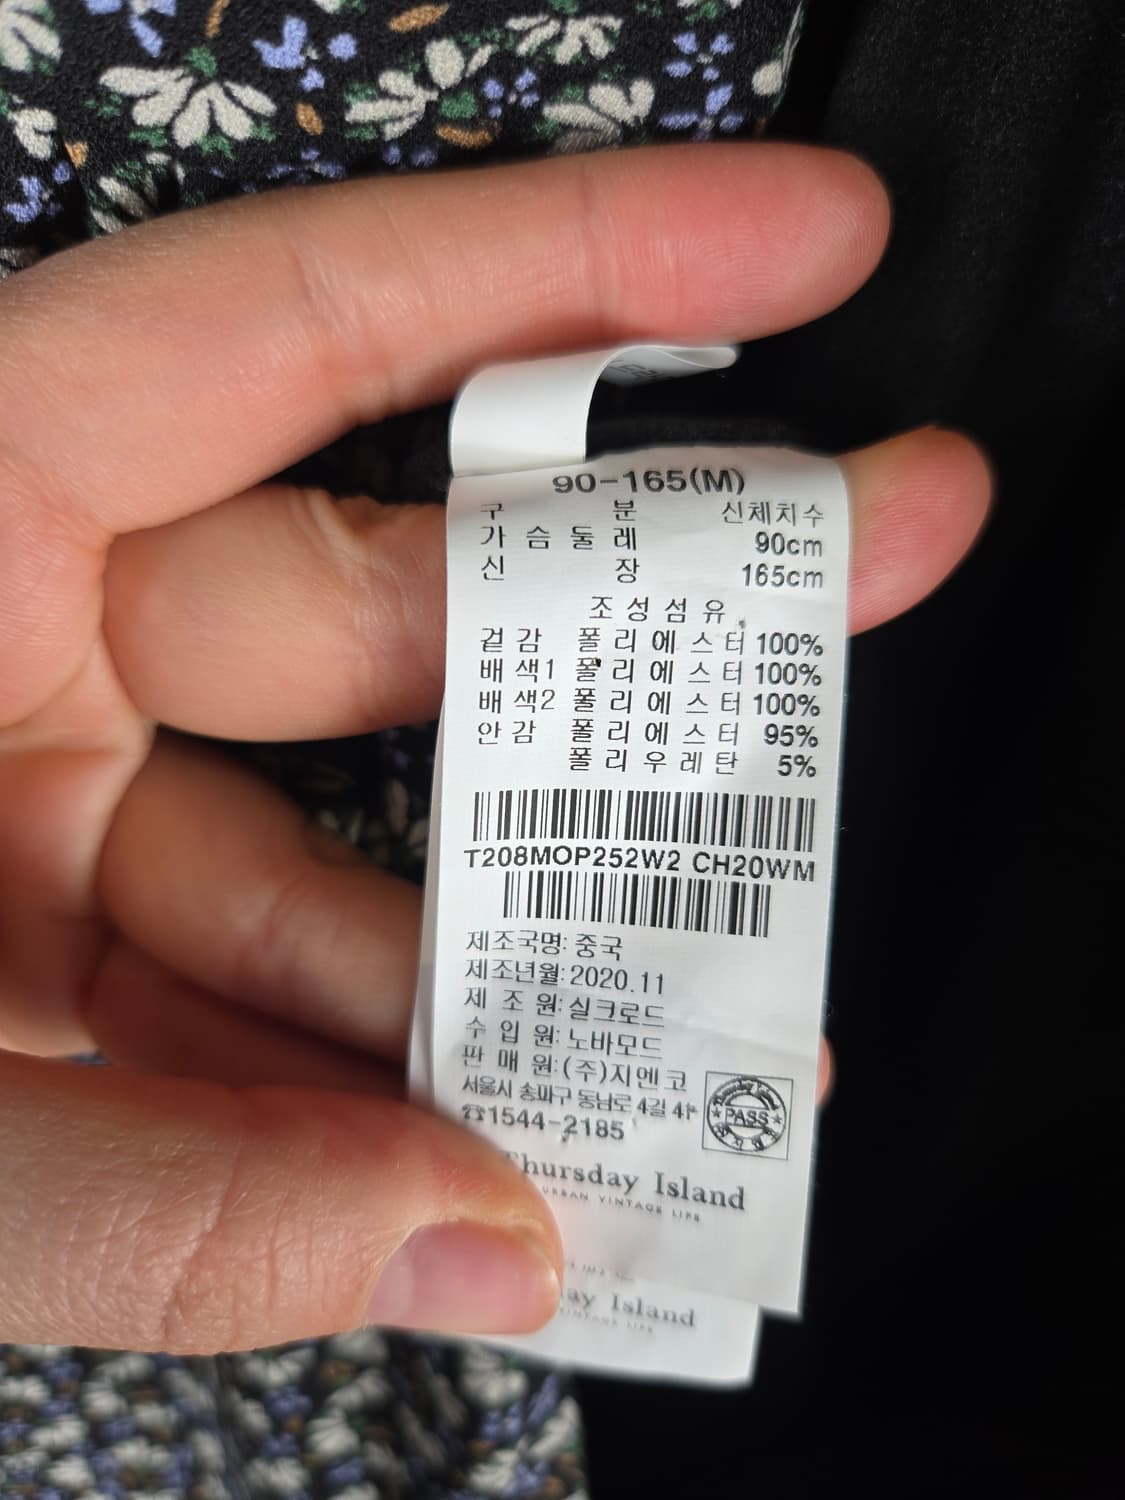 90-165(M)
구 분 신체치수
가슴둘레 90cm
신 장 165cm
조성섬유
겉감 폴리에스터 100%
배색1 폴리에스터 100%
배색2 폴리에스터 100%
안감 폴리에스터 95%
폴리우레탄 5%
T208MOP252W2 CH20WM
제조국명: 중국
제조년월: 2020.11
제 조 원: 실크로드
수 입 원: 노바모드
판 매 원: (주)지엔코
서울시 송파구 동남로 4길 41
☎1544-2185
PASS
Thursday Island
URBAN VINTAGE LIFE
Island